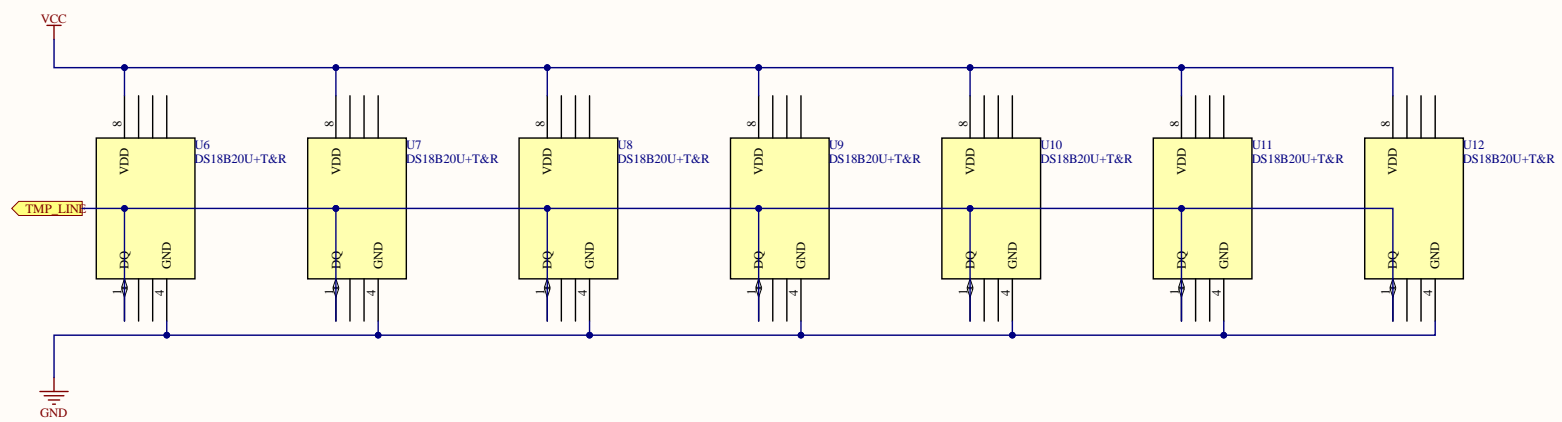 VCC
8
8
8
8
8
8
8
U6
DS18B20U+T&R
U7
DS18B20U+T&R
U8
DS18B20U+T&R
U9
DS18B20U+T&R
U10
DS18B20U+T&R
U11
DS18B20U+T&R
U12
DS18B20U+T&R
VDD
VDD
VDD
VDD
VDD
VDD
VDD
TMP_LINE
DQ
GND
DQ
GND
DQ
GND
DQ
GND
DQ
GND
DQ
GND
DQ
GND
1
4
1
4
1
4
1
4
1
4
1
4
1
4
GND